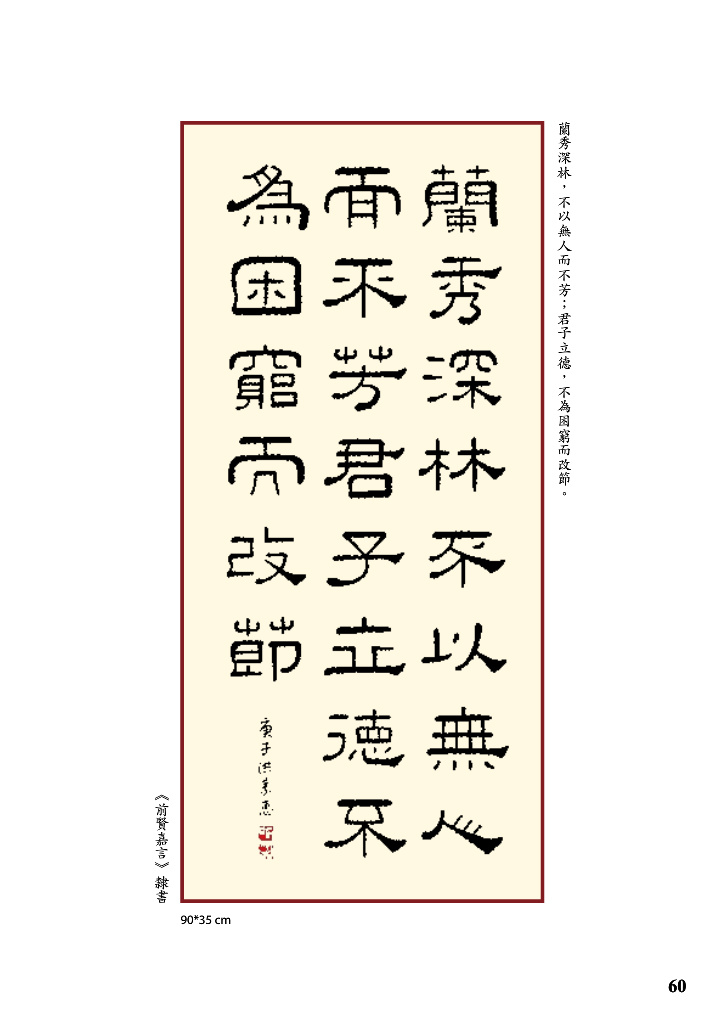 蘭秀深林，不以無人而不芳；君子立德，不為困窮而改節。
蘭秀深林不以無人
而不芳君子立德不
為困窮而改節
庚子洪素惠
《前賢嘉言》隸書
90*35 cm
60